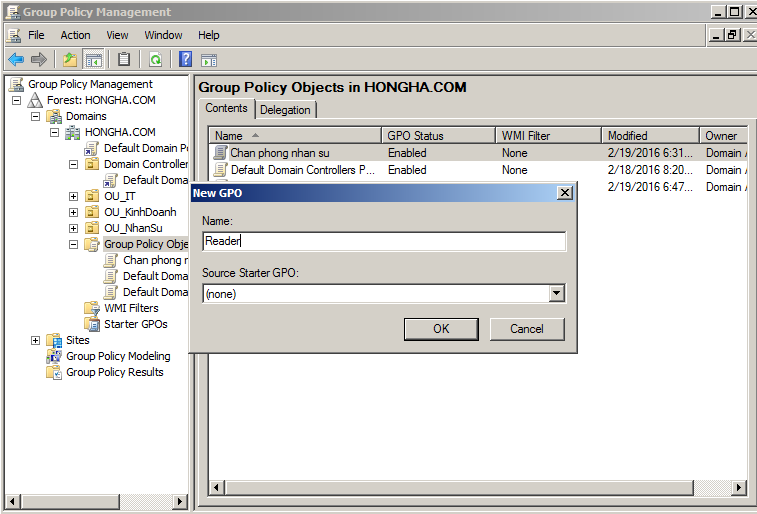 Group Policy Management
File Action View Window Help
Group Policy Management
Forest: HONGHA.COM
Domains
HONGHA.COM
Default Domain Po
Domain Controller
Default Doma
OU_IT
OU_KinhDoanh
OU_NhanSu
Group Policy Obje
Chan phong n
Default Doma
Default Doma
WMI Filters
Starter GPOs
Sites
Group Policy Modeling
Group Policy Results
Group Policy Objects in HONGHA.COM
Contents Delegation
Name GPO Status WMI Filter Modified Owner
Chan phong nhan su Enabled None 2/19/2016 6:31... Domain A
Default Domain Controllers P... Enabled None 2/18/2016 8:20... Domain A
2/19/2016 6:47... Domain A
New GPO
Name:
Reader
Source Starter GPO:
(none)
OK Cancel